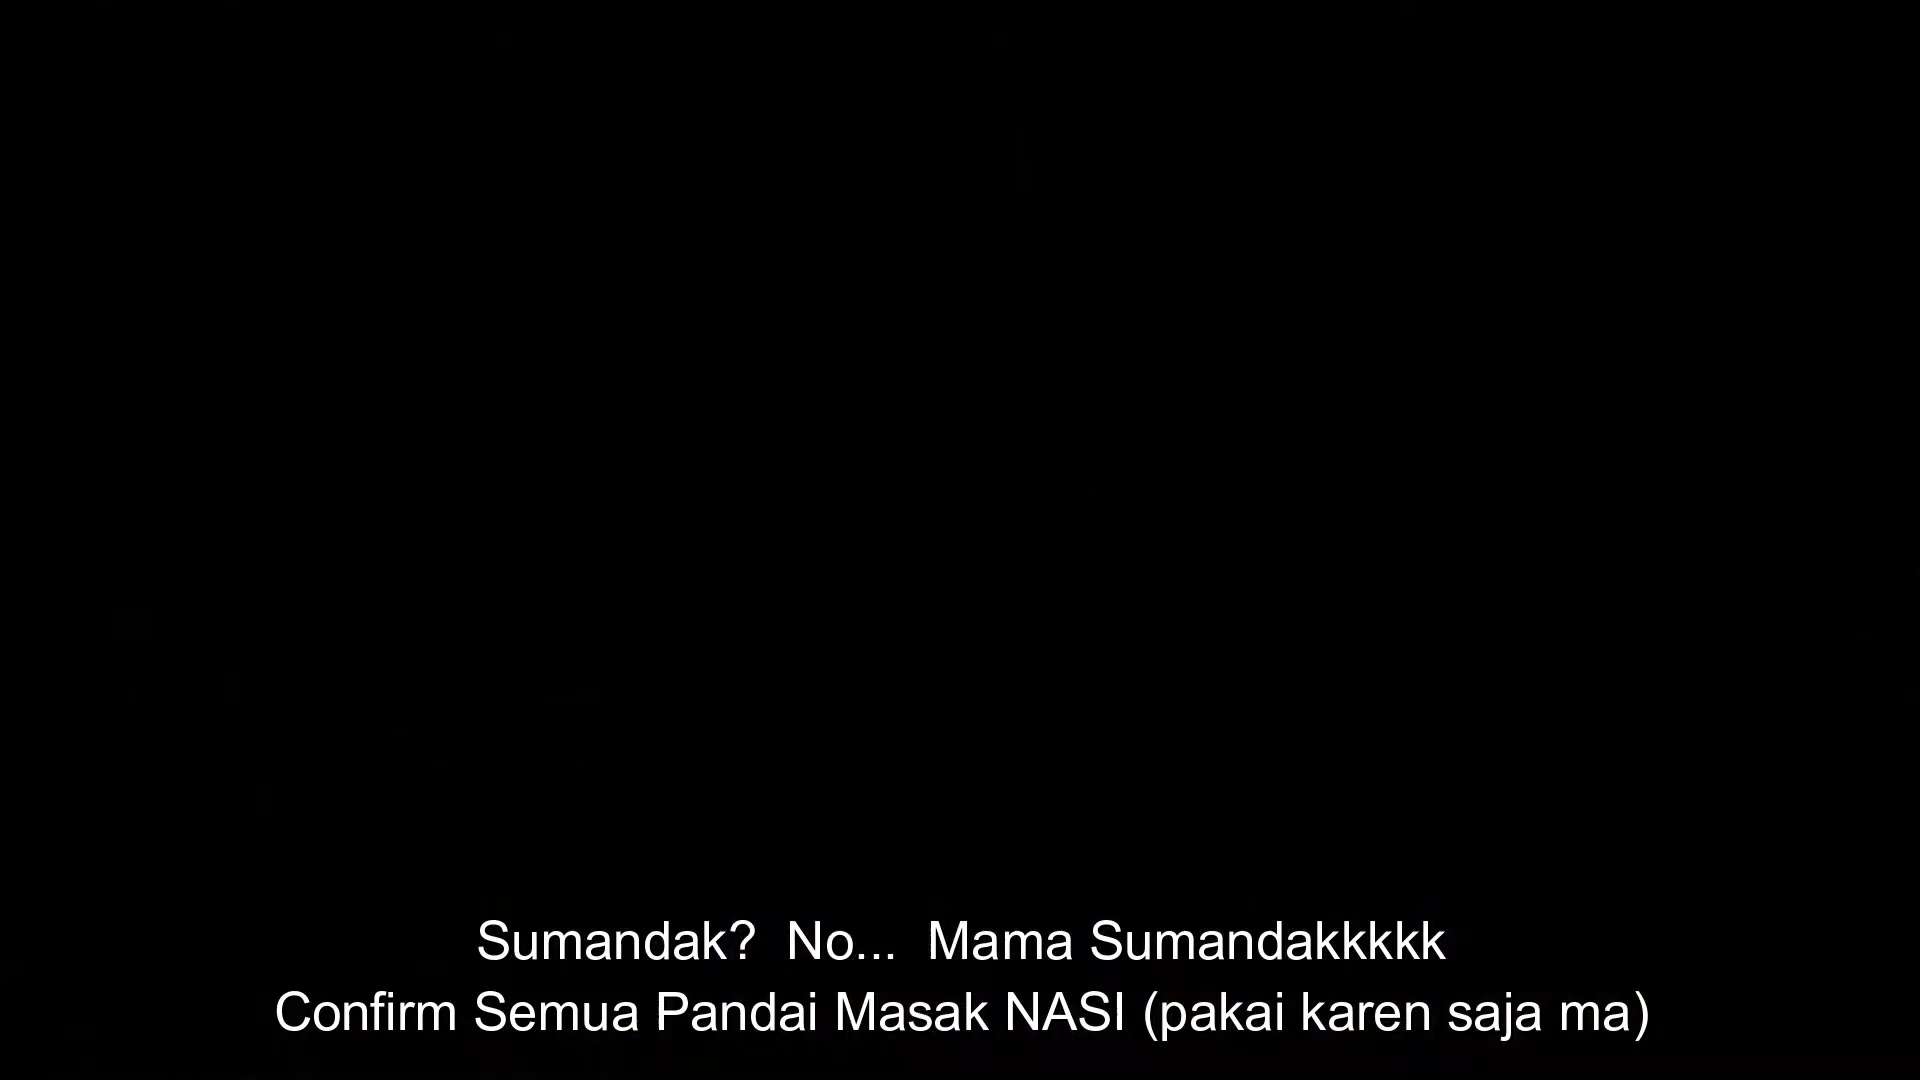 Sumandak?  No...  Mama Sumandakkkkk
Confirm Semua Pandai Masak NASI (pakai karen saja ma)